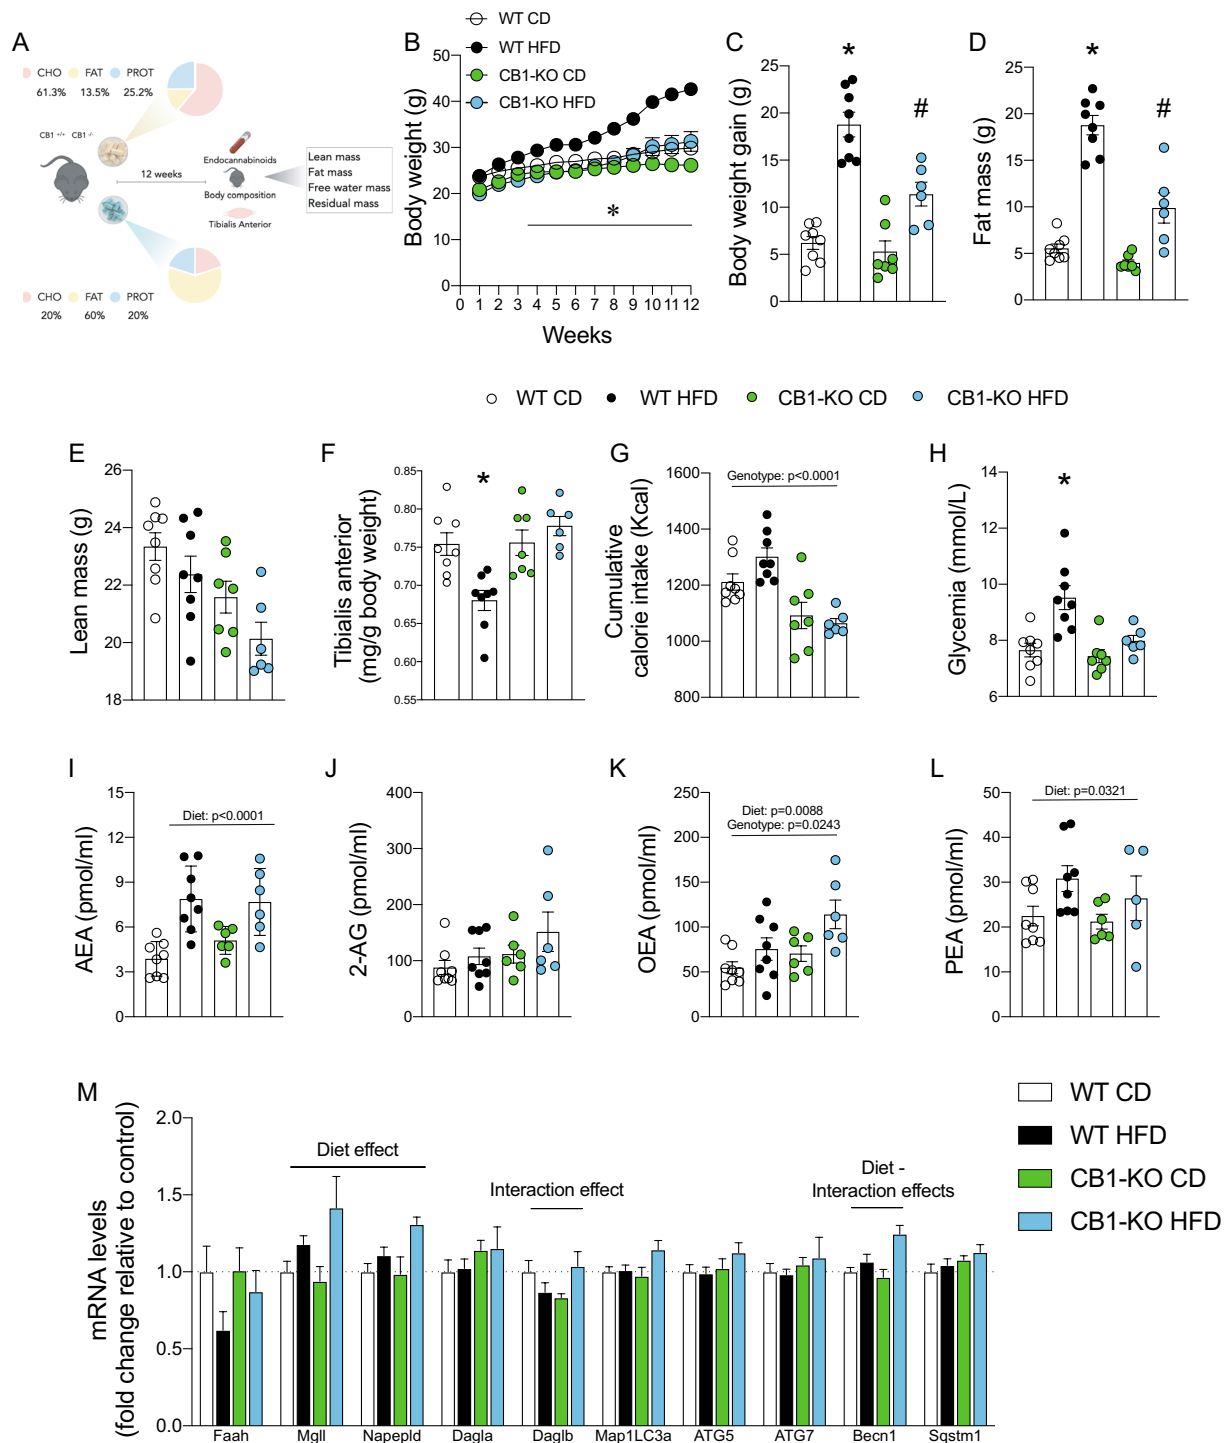 A
CHO FAT PROT
61.3% 13.5% 25.2%
CB1 +/+ CB1 -/-
12 weeks
Endocannabinoids
Body composition
Tibialis Anterior
Lean mass
Fat mass
Free water mass
Residual mass
CHO FAT PROT
20% 60% 20%
B
WT CD
WT HFD
CB1-KO CD
CB1-KO HFD
Body weight (g)
50
40
30
20
10
0
*
0 1 2 3 4 5 6 7 8 9 10 11 12
Weeks
C
Body weight gain (g)
25
20
15
10
5
0
*
#
D
Fat mass (g)
25
20
15
10
5
0
*
#
WT CD WT HFD CB1-KO CD CB1-KO HFD
E
Lean mass (g)
26
24
22
20
18
F
Tibialis anterior
(mg/g body weight)
0.85
0.80
0.75
0.70
0.65
0.60
0.55
*
G
Cumulative
calorie intake (Kcal)
1600
1400
1200
1000
800
Genotype: p<0.0001
H
Glycemia (mmol/L)
14
12
10
8
6
*
I
AEA (pmol/ml)
15
12
9
6
3
0
Diet: p<0.0001
J
2-AG (pmol/ml)
400
300
200
100
0
K
OEA (pmol/ml)
250
200
150
100
50
0
Diet: p=0.0088
Genotype: p=0.0243
L
PEA (pmol/ml)
50
40
30
20
10
0
Diet: p=0.0321
M
mRNA levels
(fold change relative to control)
2.0
1.5
1.0
0.5
0.0
Diet effect
Interaction effect
Diet -
Interaction effects
Faah Mgll Napepld Dagla Daglb Map1LC3a ATG5 ATG7 Becn1 Sqstm1
WT CD
WT HFD
CB1-KO CD
CB1-KO HFD